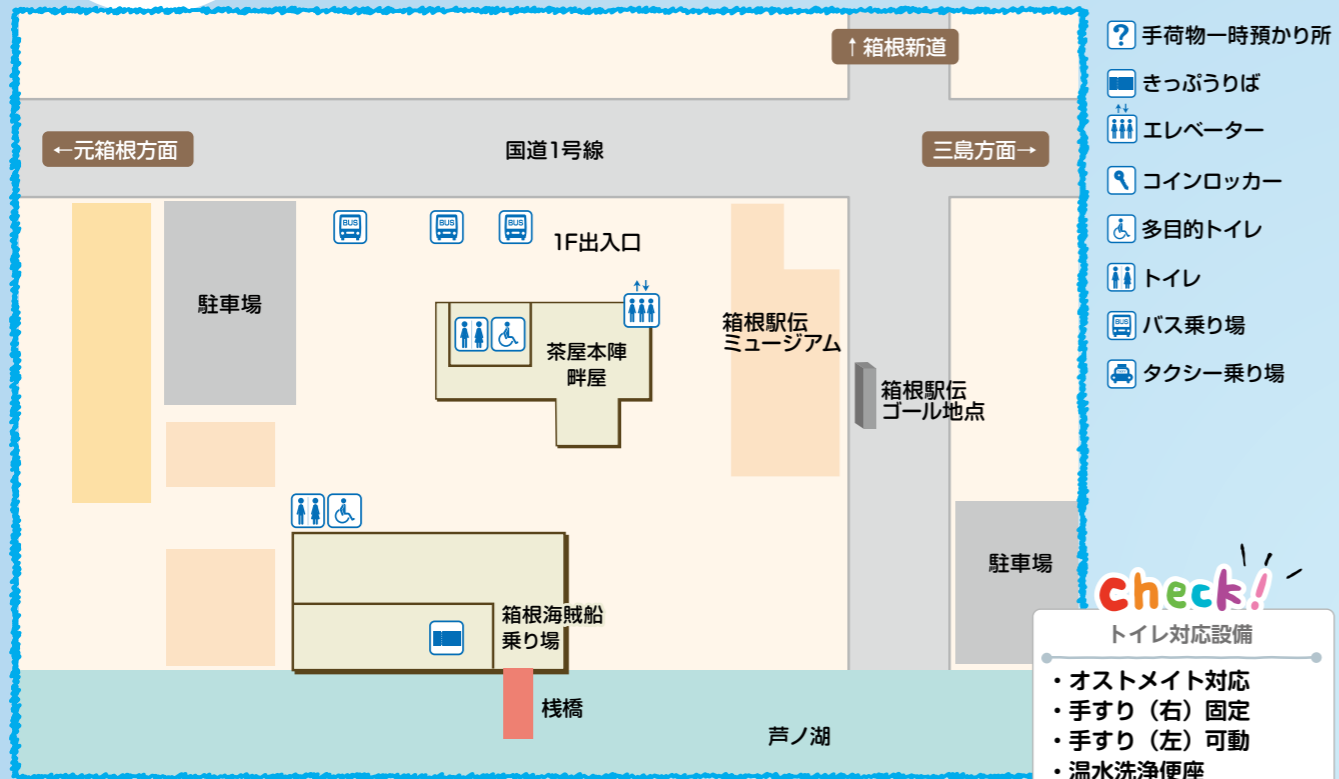 ↑箱根新道
←元箱根方面
国道1号線
三島方面→
BUS
BUS
BUS
1F出入口
駐車場
茶屋本陣
畔屋
箱根駅伝
ミュージアム
箱根駅伝
ゴール地点
箱根海賊船
乗り場
桟橋
芦ノ湖
駐車場
? 手荷物一時預かり所
きっぷうりば
エレベーター
コインロッカー
多目的トイレ
トイレ
BUS バス乗り場
タクシー乗り場
Check!
トイレ対応設備
・オストメイト対応
・手すり（右）固定
・手すり（左）可動
・温水洗浄便座